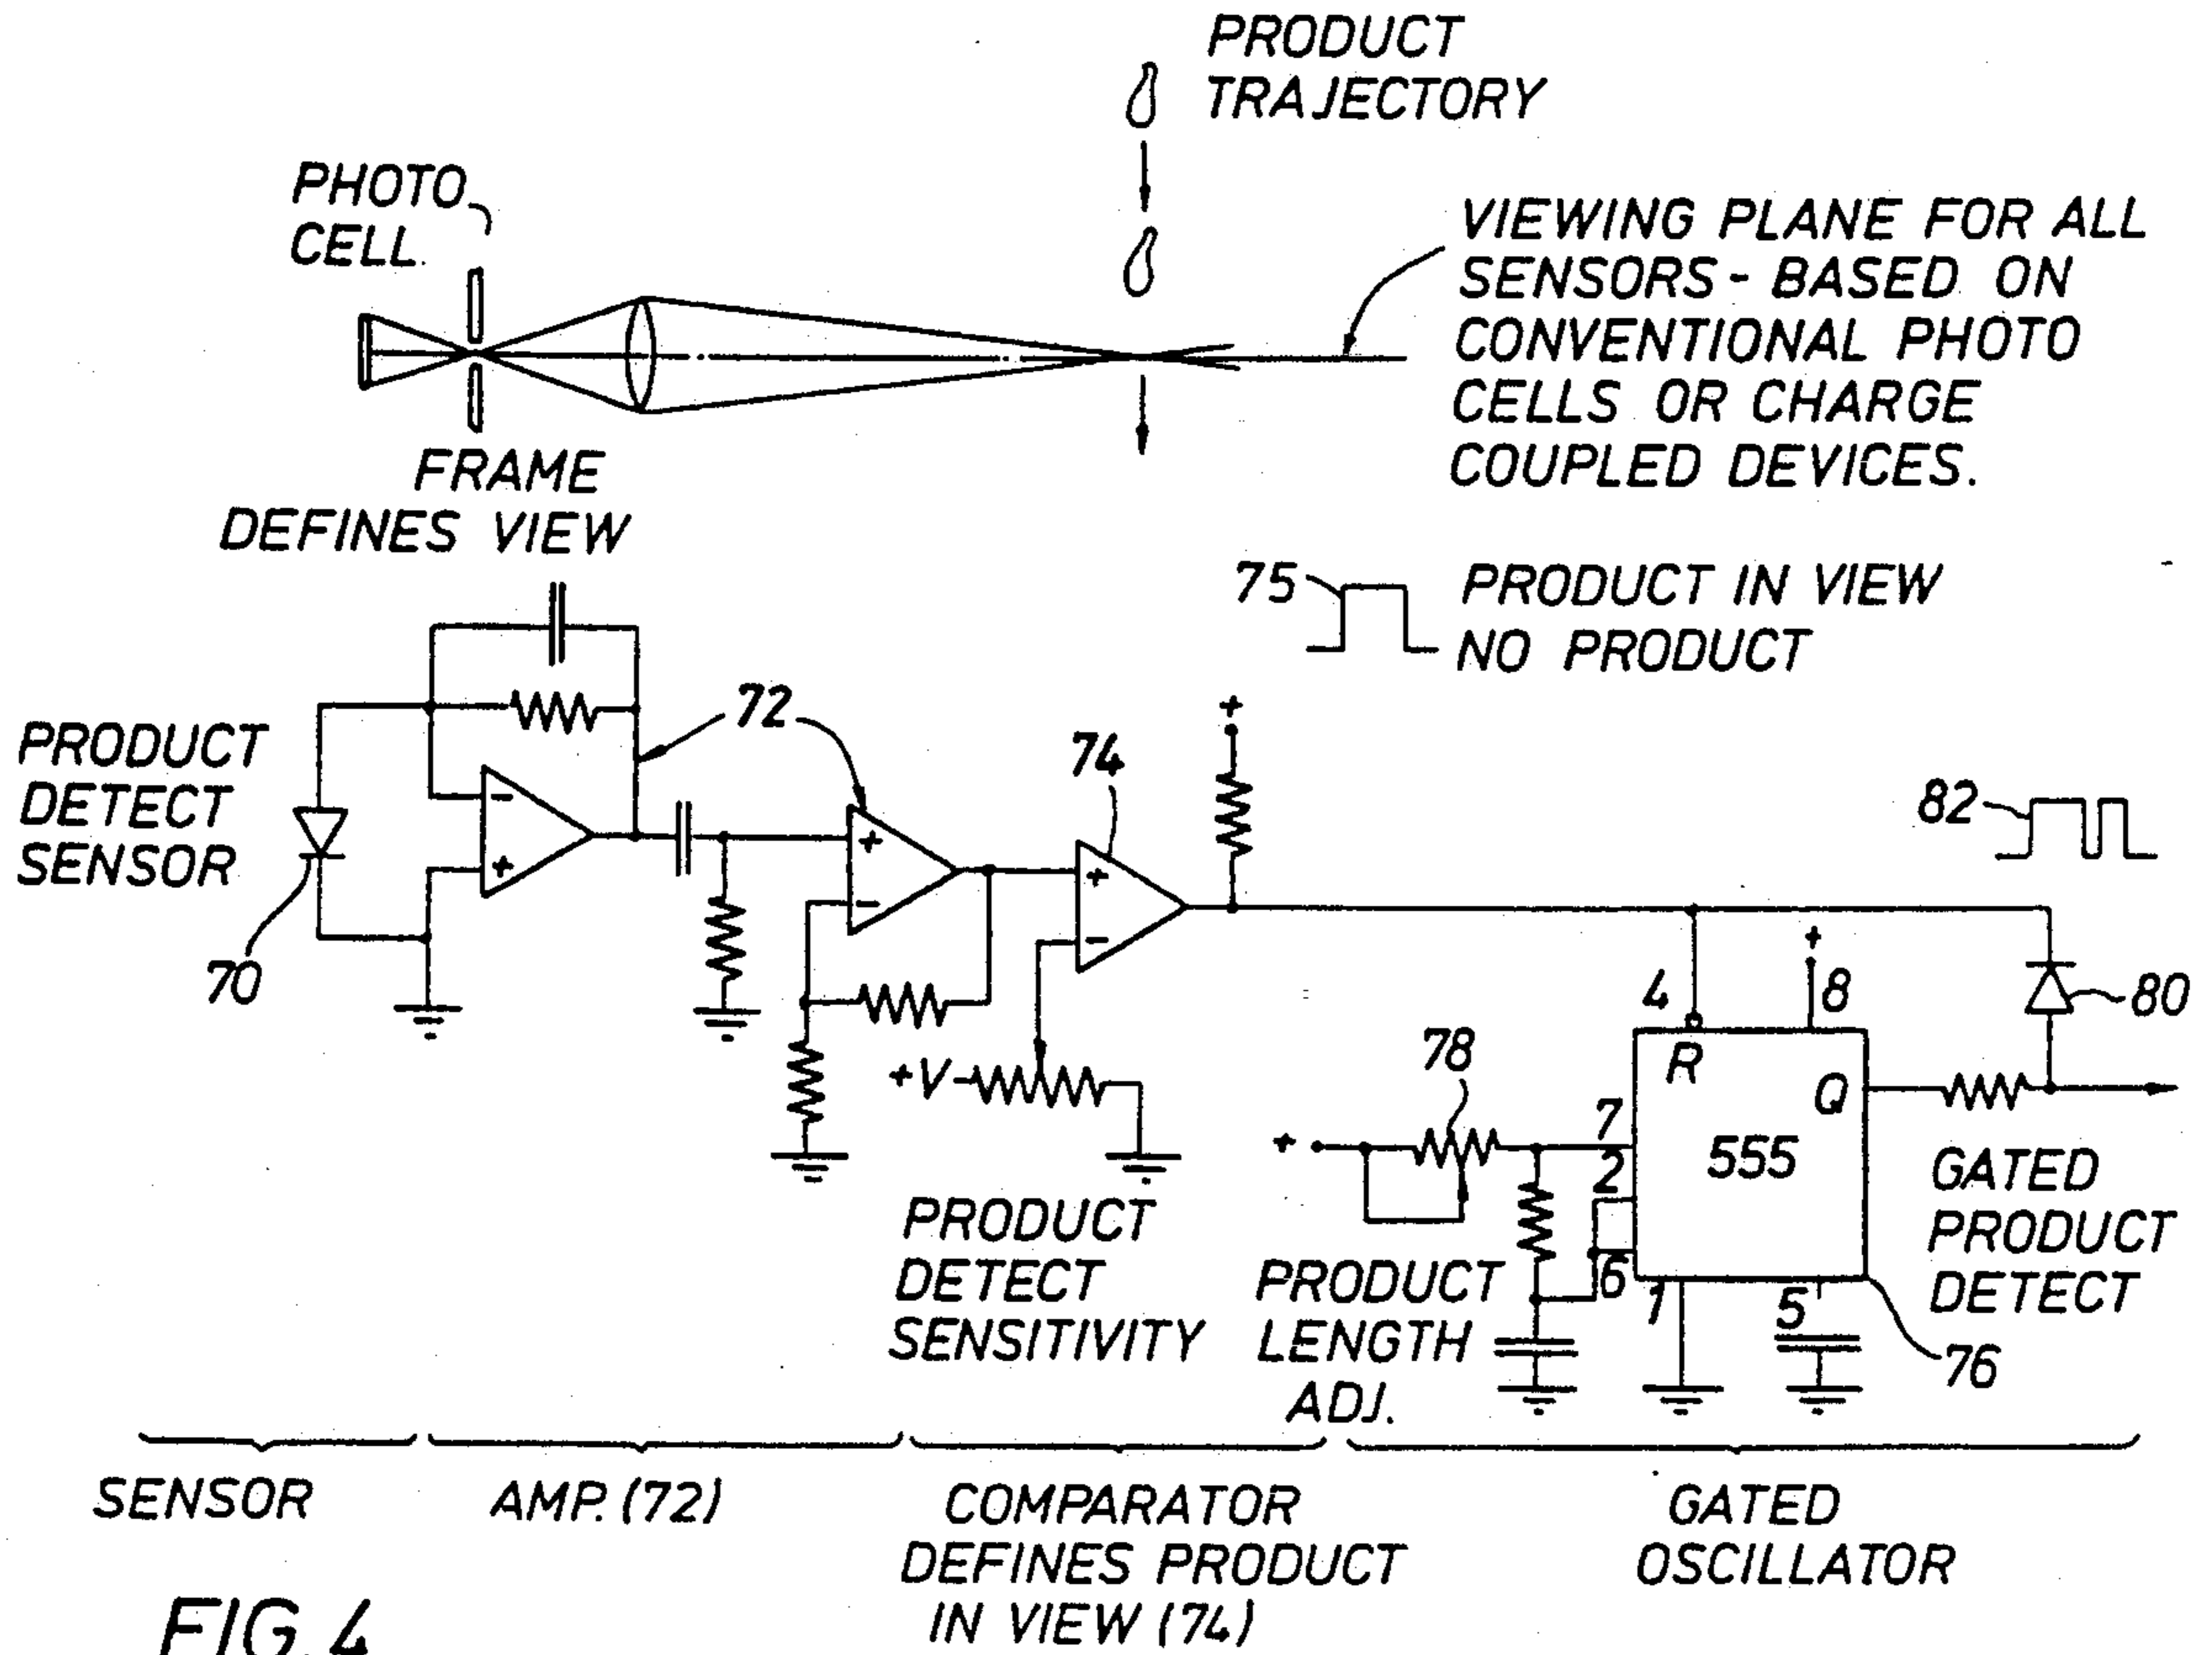 PRODUCT
TRAJECTORY
PHOTO
CELL.
VIEWING PLANE FOR ALL
SENSORS - BASED ON
CONVENTIONAL PHOTO
CELLS OR CHARGE
COUPLED DEVICES.
FRAME
DEFINES VIEW
75
PRODUCT IN VIEW
NO PRODUCT
PRODUCT
DETECT
SENSOR
70
-
+
72
+
-
74
+
-
+
82
80
4
+
8
R
Q
555
7
2
6
1
5
78
+
+V
76
PRODUCT
DETECT
SENSITIVITY
PRODUCT
LENGTH
ADJ.
GATED
PRODUCT
DETECT
SENSOR
AMP. (72)
COMPARATOR
DEFINES PRODUCT
IN VIEW (74)
GATED
OSCILLATOR
FIG. 4